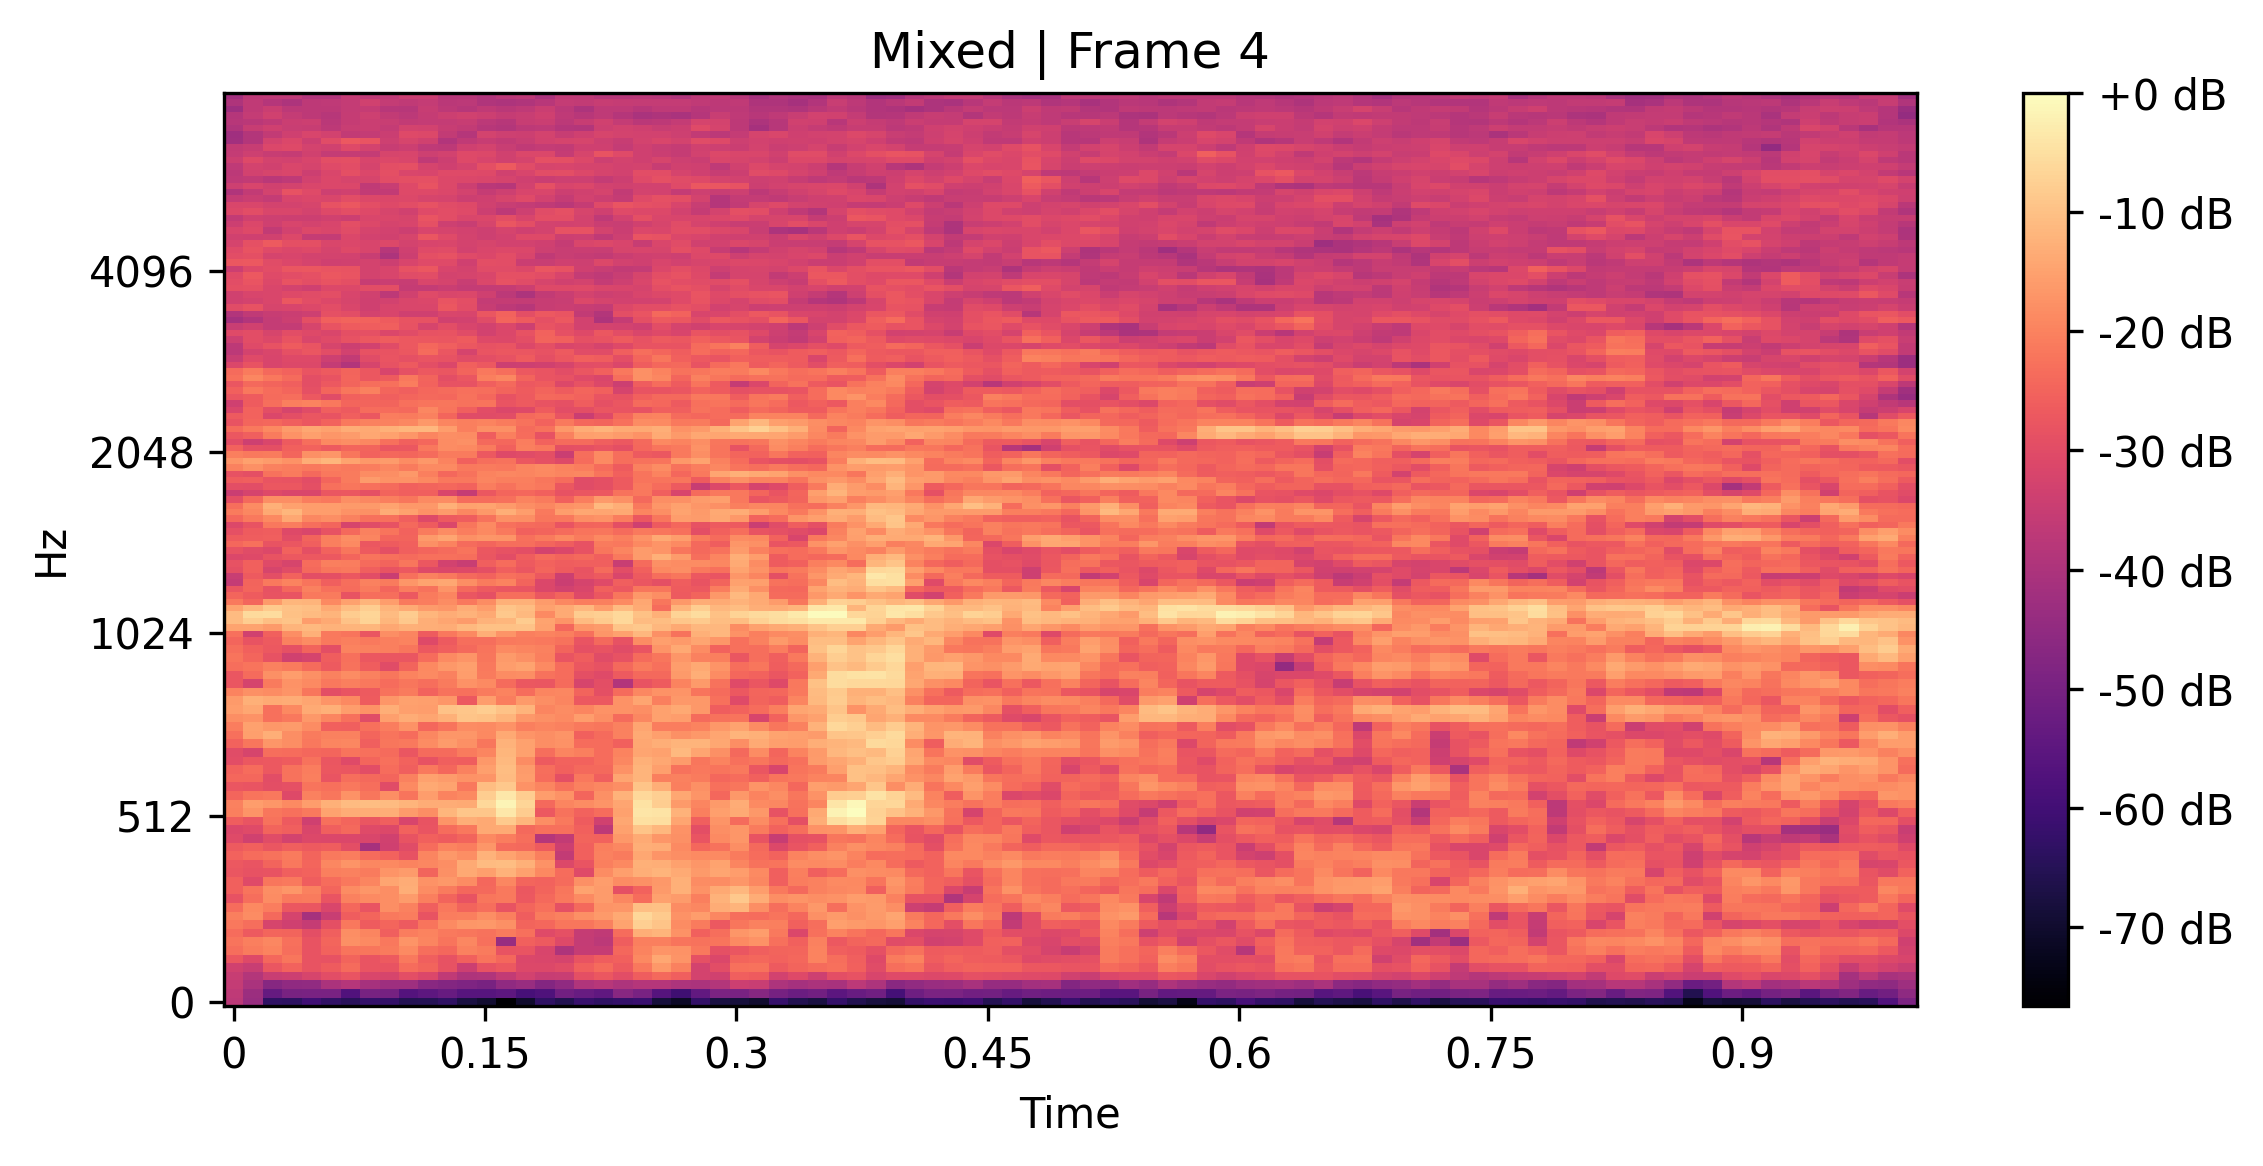 Mixed | Frame 4
Hz
4096
2048
1024
512
0
0 0.15 0.3 0.45 0.6 0.75 0.9
Time
+0 dB
-10 dB
-20 dB
-30 dB
-40 dB
-50 dB
-60 dB
-70 dB